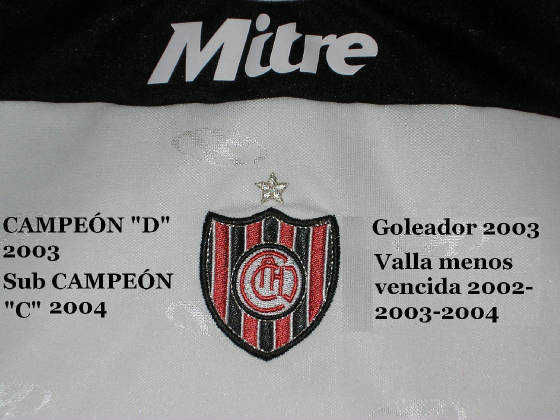 Mitre
CAMPEÓN "D"
2003
Sub CAMPEÓN
"C" 2004
Goleador 2003
Valla menos
vencida 2002-
2003-2004